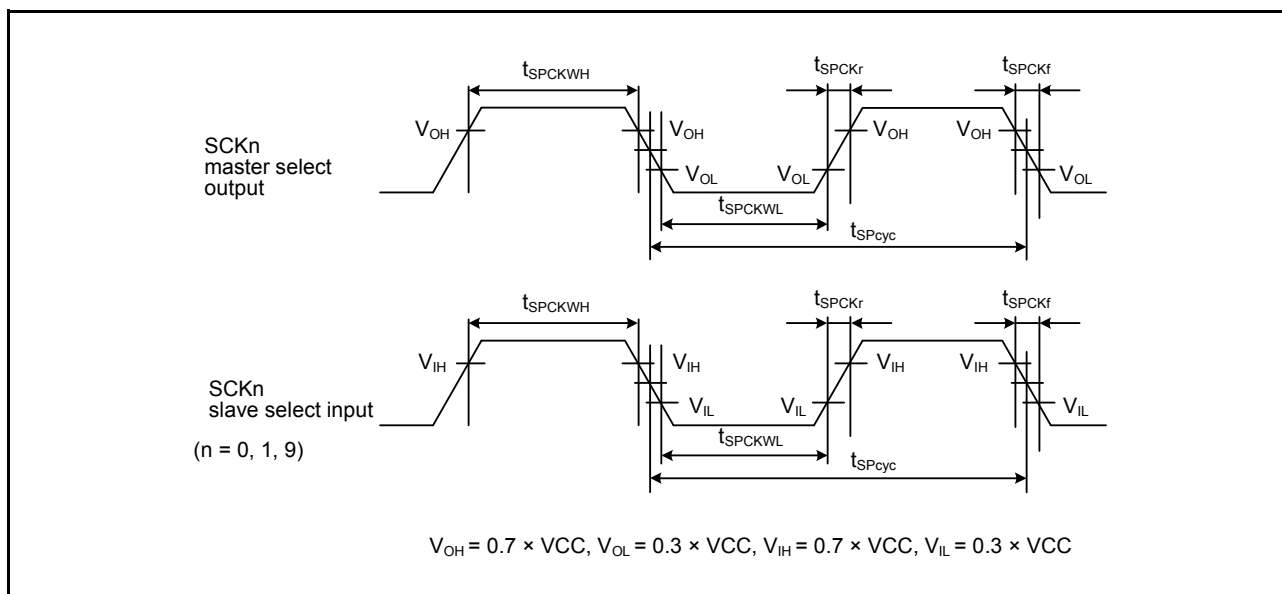 tSPCKWH
tSPCKr
tSPCKf
VOH
VOH
VOH
VOH
SCKn
master select
output
VOL
VOL
VOL
tSPCKWL
tSPcyc
tSPCKWH
tSPCKr
tSPCKf
VIH
VIH
VIH
VIH
SCKn
slave select input
VIL
VIL
VIL
(n = 0, 1, 9)
tSPCKWL
tSPcyc
VOH = 0.7 × VCC, VOL = 0.3 × VCC, VIH = 0.7 × VCC, VIL = 0.3 × VCC